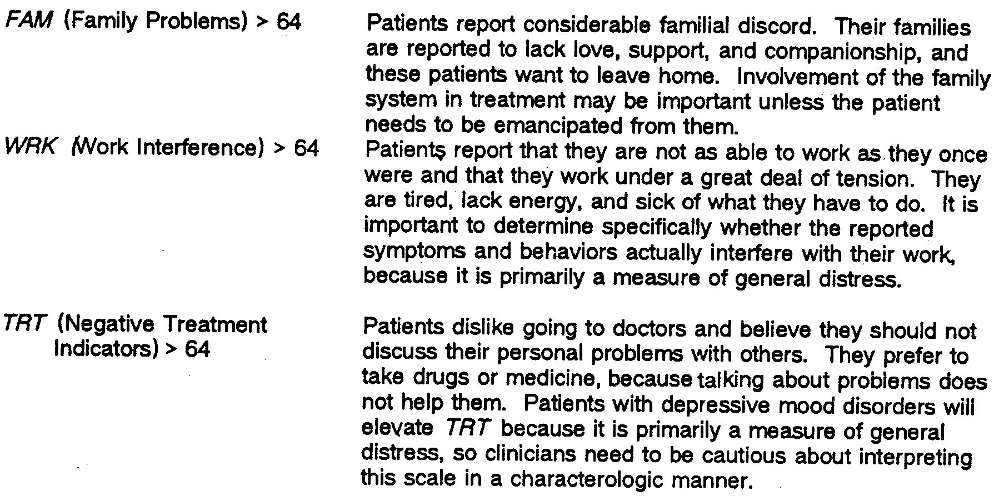 FAM (Family Problems) > 64
Patients report considerable familial discord. Their families
are reported to lack love, support, and companionship, and
these patients want to leave home. Involvement of the family
system in treatment may be important unless the patient
needs to be emancipated from them.
WRK (Work Interference) > 64
Patients report that they are not as able to work as they once
were and that they work under a great deal of tension. They
are tired, lack energy, and sick of what they have to do. It is
important to determine specifically whether the reported
symptoms and behaviors actually interfere with their work,
because it is primarily a measure of general distress.
TRT (Negative Treatment
Indicators) > 64
Patients dislike going to doctors and believe they should not
discuss their personal problems with others. They prefer to
take drugs or medicine, because talking about problems does
not help them. Patients with depressive mood disorders will
elevate TRT because it is primarily a measure of general
distress, so clinicians need to be cautious about interpreting
this scale in a characterologic manner.